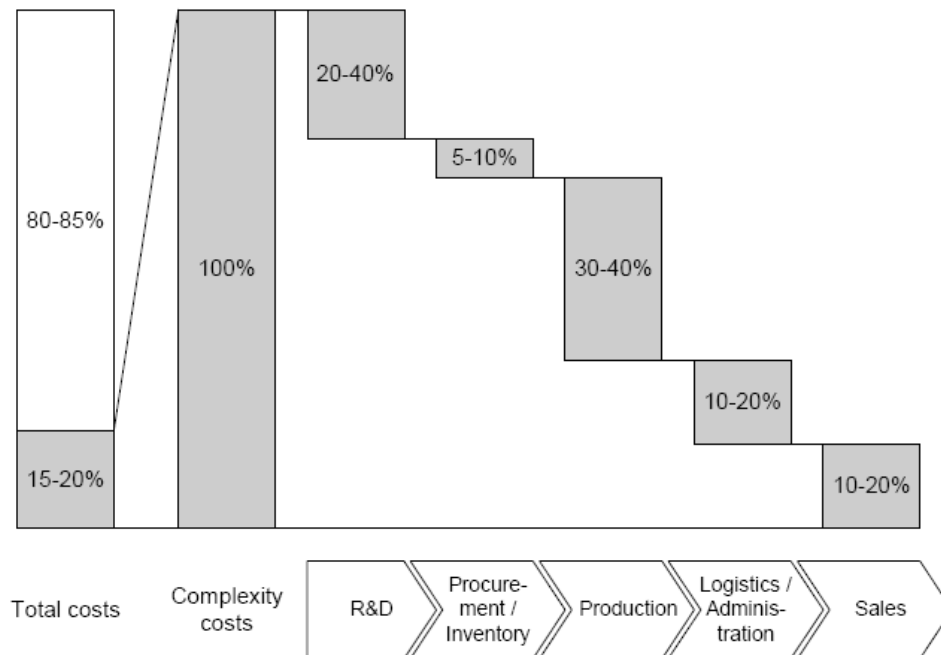 20-40%
5-10%
80-85%
100%
30-40%
10-20%
15-20%
10-20%
Total costs
Complexity
costs
R&D
Procure-
ment /
Inventory
Production
Logistics /
Adminis-
tration
Sales